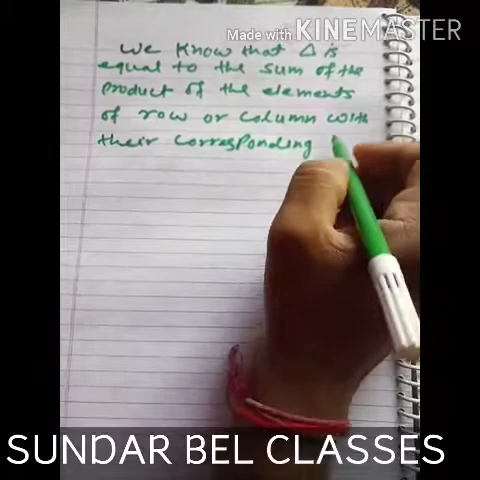 Made with KINEMASTER
We know that Δ is
equal to the sum of the
product of the elements
of row or column with
their corresponding
SUNDAR BEL CLASSES